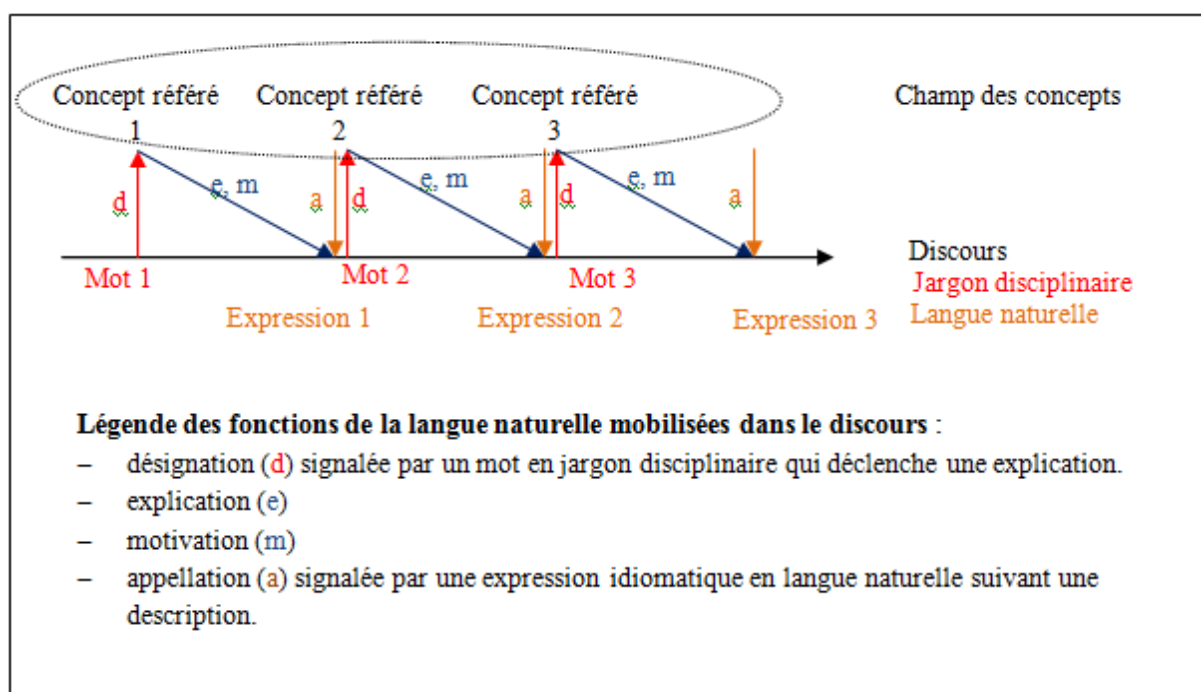 Concept référé Concept référé Concept référé Champ des concepts
1 2 3
e, m e, m e, m
d a d a d a
Discours
Mot 1 Mot 2 Mot 3 Jargon disciplinaire
Expression 1 Expression 2 Expression 3 Langue naturelle
Légende des fonctions de la langue naturelle mobilisées dans le discours :
– désignation (d) signalée par un mot en jargon disciplinaire qui déclenche une explication.
– explication (e)
– motivation (m)
– appellation (a) signalée par une expression idiomatique en langue naturelle suivant une
description.